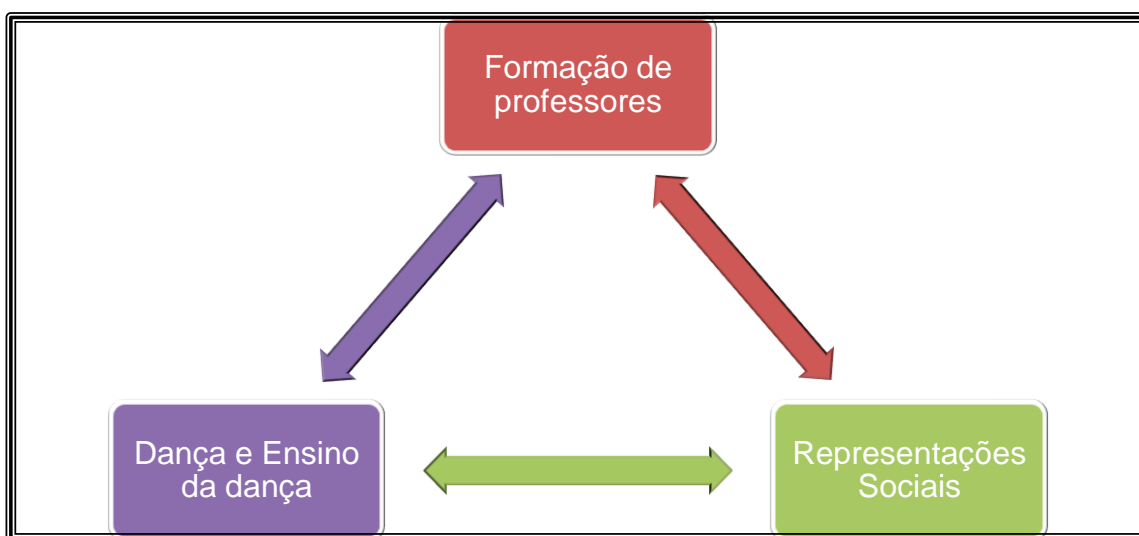 Formação de
professores
Dança e Ensino
da dança
Representações
Sociais